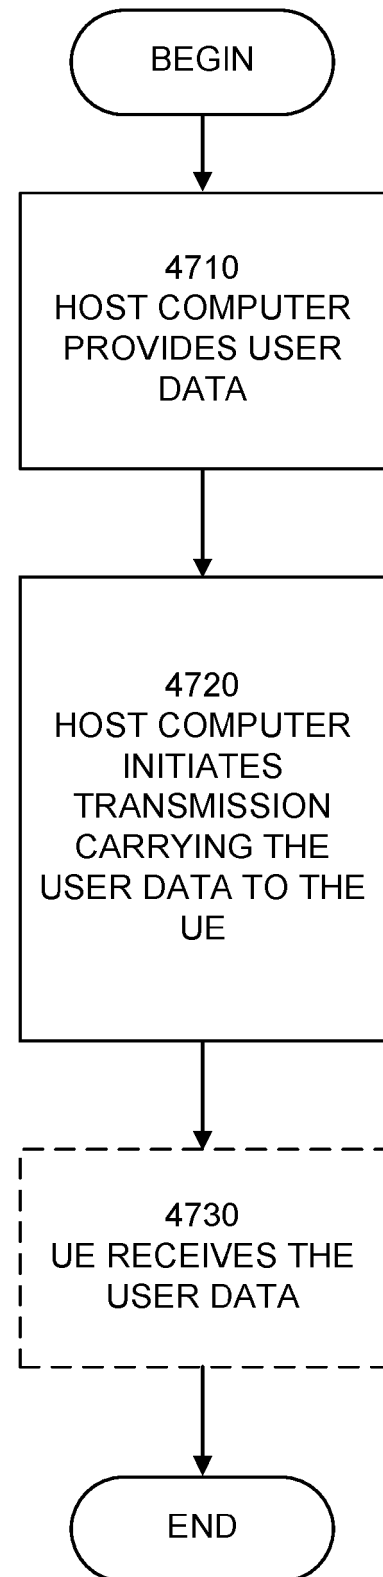 BEGIN
4710
HOST COMPUTER
PROVIDES USER
DATA
4720
HOST COMPUTER
INITIATES
TRANSMISSION
CARRYING THE
USER DATA TO THE
UE
4730
UE RECEIVES THE
USER DATA
END